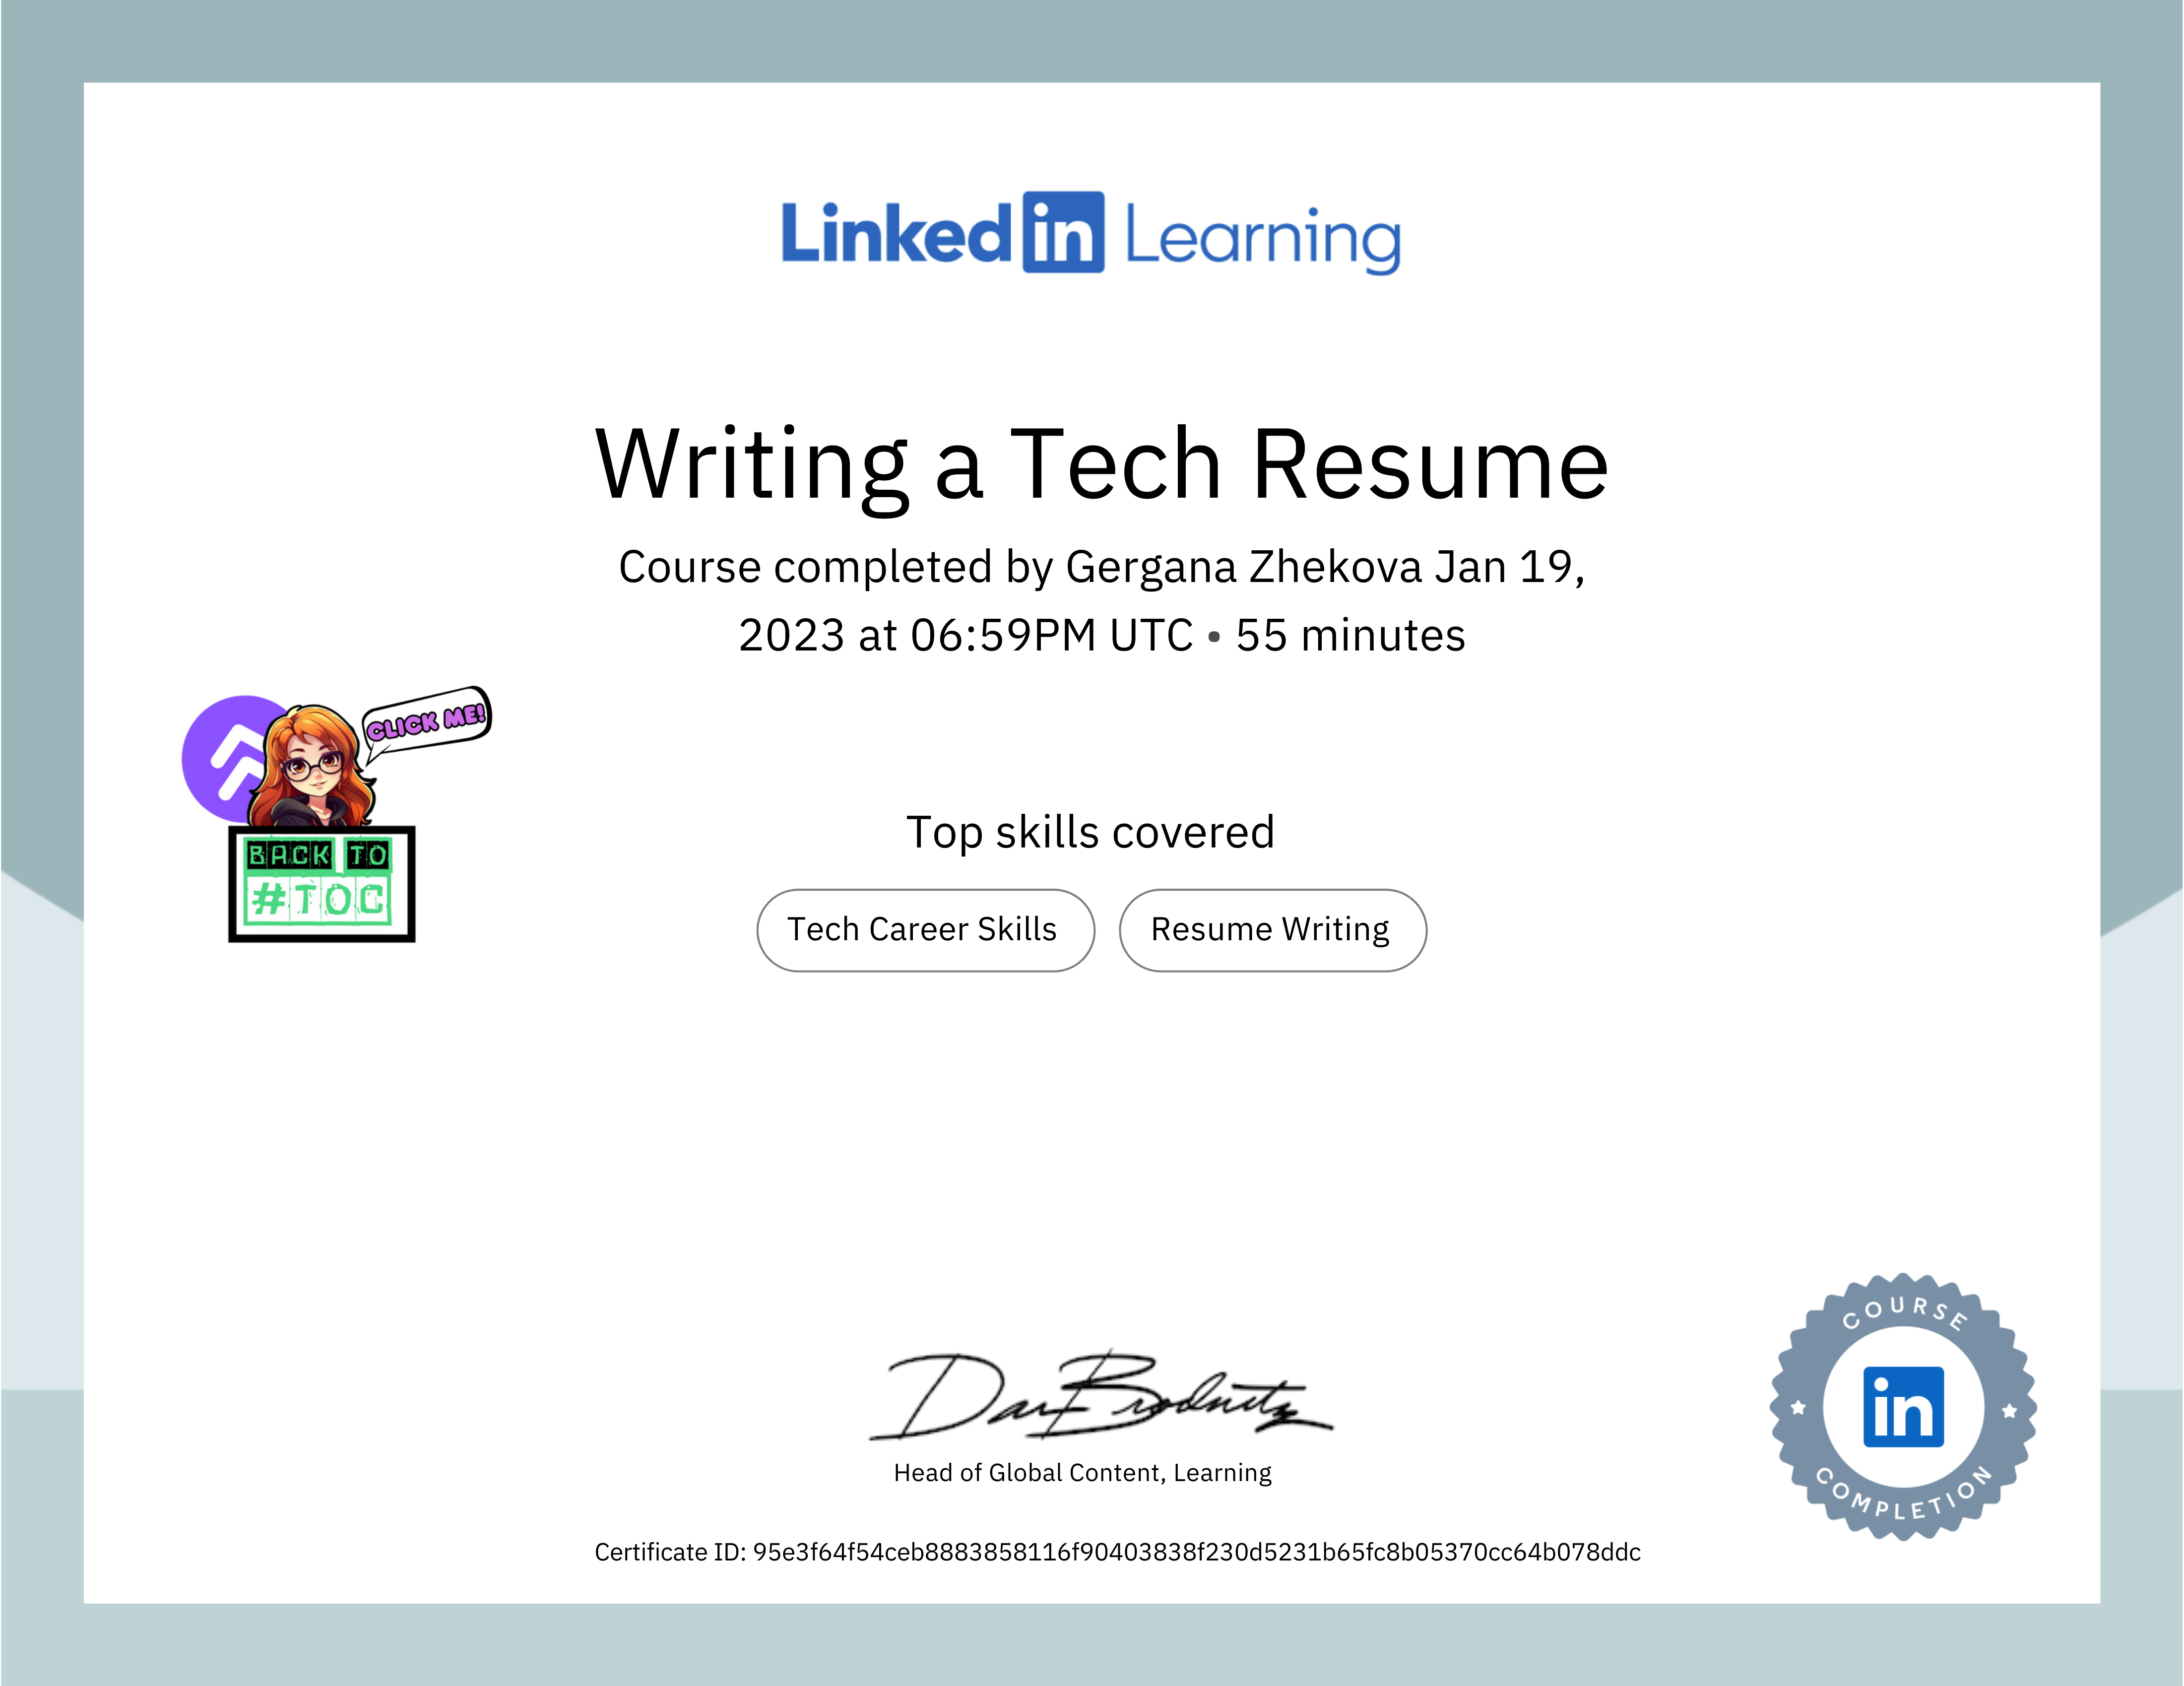 Linked in Learning
Writing a Tech Resume
Course completed by Gergana Zhekova Jan 19,
2023 at 06:59PM UTC • 55 minutes
CLICK ME!
BACK TO
#TOC
Top skills covered
Tech Career Skills
Resume Writing
COURSE
in
COMPLETION
Dan Brodnitz
Head of Global Content, Learning
Certificate ID: 95e3f64f54ceb8883858116f90403838f230d5231b65fc8b05370cc64b078ddc